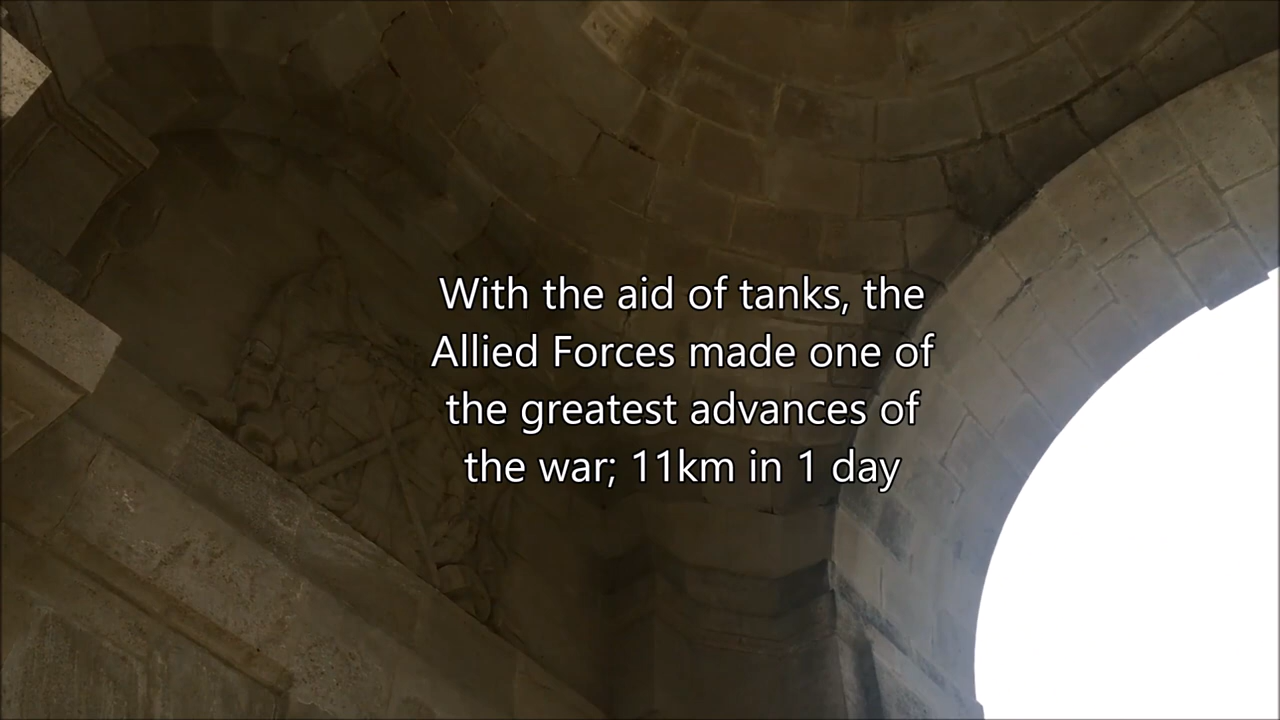 With the aid of tanks, the
Allied Forces made one of
the greatest advances of
the war; 11km in 1 day